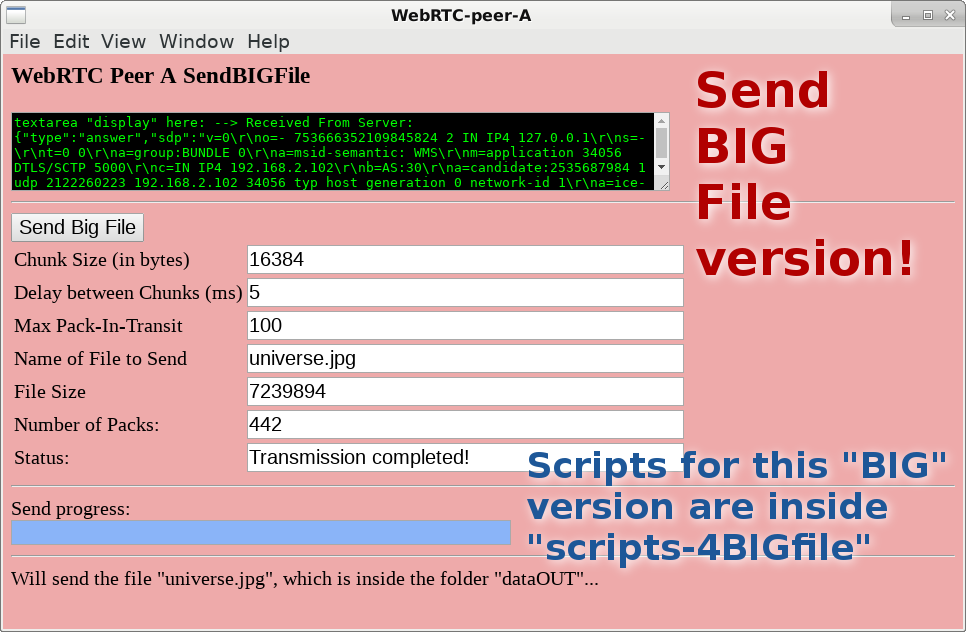 WebRTC-peer-A
File Edit View Window Help
WebRTC Peer A SendBIGFile
textarea "display" here: --> Received From Server:
{"type":"answer","sdp":"v=0\r\no=- 753666352109845824 2 IN IP4 127.0.0.1\r\ns=-
\r\nt=0 0\r\na=group:BUNDLE 0\r\na=msid-semantic: WMS\r\nm=application 34056
DTLS/SCTP 5000\r\nc=IN IP4 192.168.2.102\r\nb=AS:30\r\na=candidate:2535687984 1
udp 2122260223 192.168.2.102 34056 typ host generation 0 network-id 1\r\na=ice-
Send
BIG
File
version!
Send Big File
Chunk Size (in bytes) 16384
Delay between Chunks (ms) 5
Max Pack-In-Transit 100
Name of File to Send universe.jpg
File Size 7239894
Number of Packs: 442
Status: Transmission completed!
Scripts for this "BIG"
version are inside
"scripts-4BIGfile"
Send progress:
Will send the file "universe.jpg", which is inside the folder "dataOUT"...